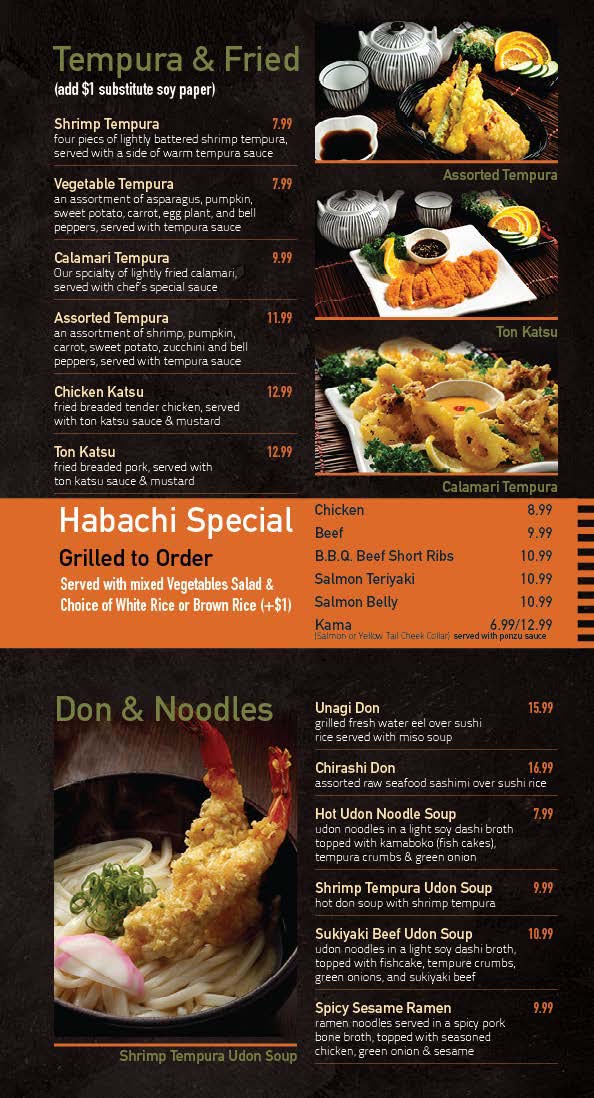 Tempura & Fried
(add $1 substitute soy paper)
Shrimp Tempura 7.99
four piecs of lightly battered shrimp tempura,
served with a side of warm tempura sauce
Vegetable Tempura 7.99
an assortment of asparagus, pumpkin,
sweet potato, carrot, egg plant, and bell
peppers, served with tempura sauce
Calamari Tempura 9.99
Our spcialty of lightly fried calamari,
served with chef's special sauce
Assorted Tempura 11.99
an assortment of shrimp, pumpkin,
carrot, sweet potato, zucchini and bell
peppers, served with tempura sauce
Chicken Katsu 12.99
fried breaded tender chicken, served
with ton katsu sauce & mustard
Ton Katsu 12.99
fried breaded pork, served with
ton katsu sauce & mustard
Assorted Tempura
Ton Katsu
Calamari Tempura
Habachi Special
Grilled to Order
Served with mixed Vegetables Salad &
Choice of White Rice or Brown Rice (+$1)
Chicken 8.99
Beef 9.99
B.B.Q. Beef Short Ribs 10.99
Salmon Teriyaki 10.99
Salmon Belly 10.99
Kama 6.99/12.99
(Salmon or Yellow Tail Cheek Collar) served with ponzu sauce
Don & Noodles
Shrimp Tempura Udon Soup
Unagi Don 15.99
grilled fresh water eel over sushi
rice served with miso soup
Chirashi Don 16.99
assorted raw seafood sashimi over sushi rice
Hot Udon Noodle Soup 7.99
udon noodles in a light soy dashi broth
topped with kamaboko (fish cakes),
tempura crumbs & green onion
Shrimp Tempura Udon Soup 9.99
hot don soup with shrimp tempura
Sukiyaki Beef Udon Soup 10.99
udon noodles in a light soy dashi broth,
topped with fishcake, tempure crumbs,
green onions, and sukiyaki beef
Spicy Sesame Ramen 9.99
ramen noodles served in a spicy pork
bone broth, topped with seasoned
chicken, green onion & sesame